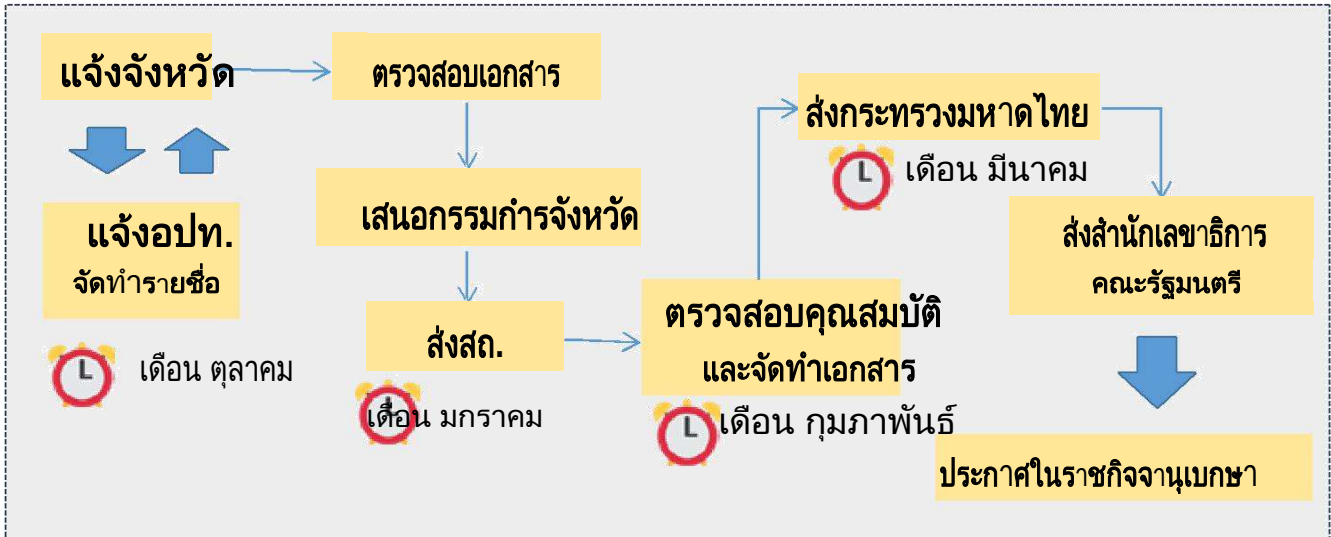 แจ้งจังหวัด
ตรวจสอบเอกสาร
ส่งกระทรวงมหาดไทย
เดือน มีนาคม
แจ้งอปท.
จัดทำรายชื่อ
เสนอกรรมกำรจังหวัด
ส่งสำนักเลขาธิการ
คณะรัฐมนตรี
ส่งสถ.
ตรวจสอบคุณสมบัติ
และจัดทำเอกสาร
เดือน ตุลาคม
เดือน มกราคม
เดือน กุมภาพันธ์
ประกาศในราชกิจจานุเบกษา